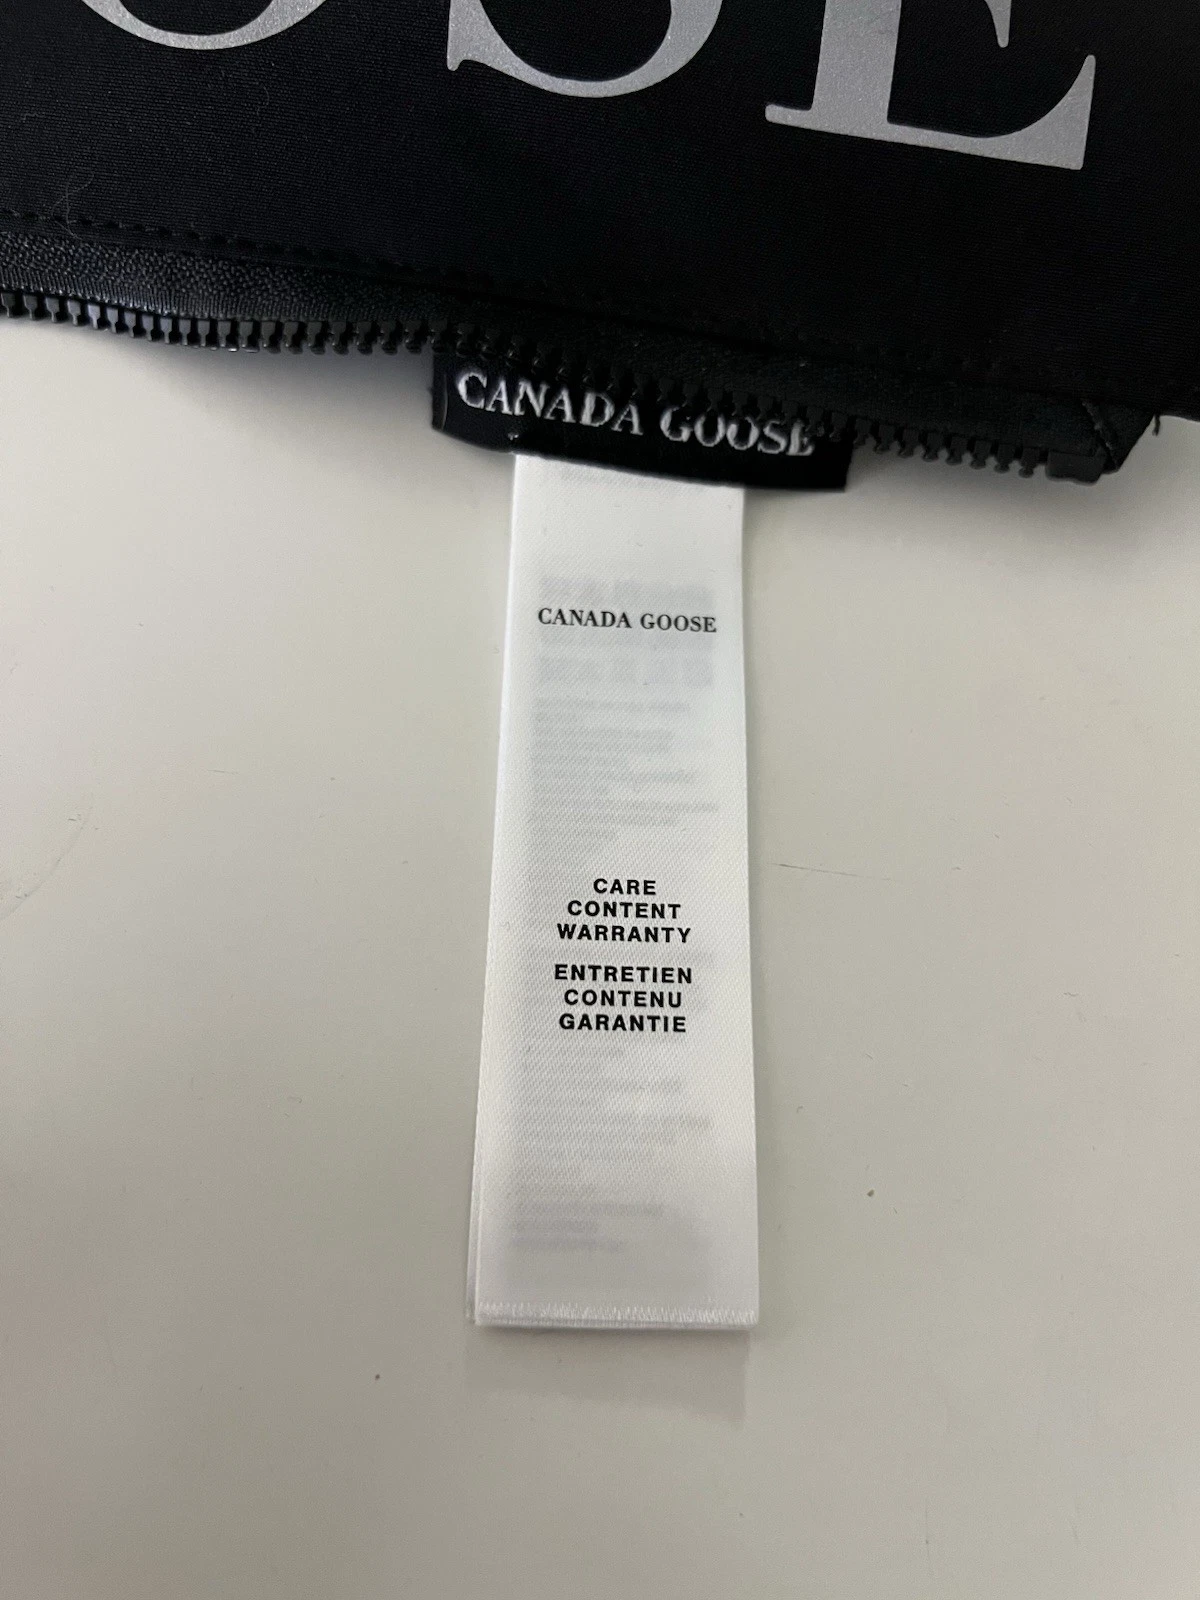 OSE
CANADA GOOSE
CANADA GOOSE
CARE
CONTENT
WARRANTY
ENTRETIEN
CONTENU
GARANTIE